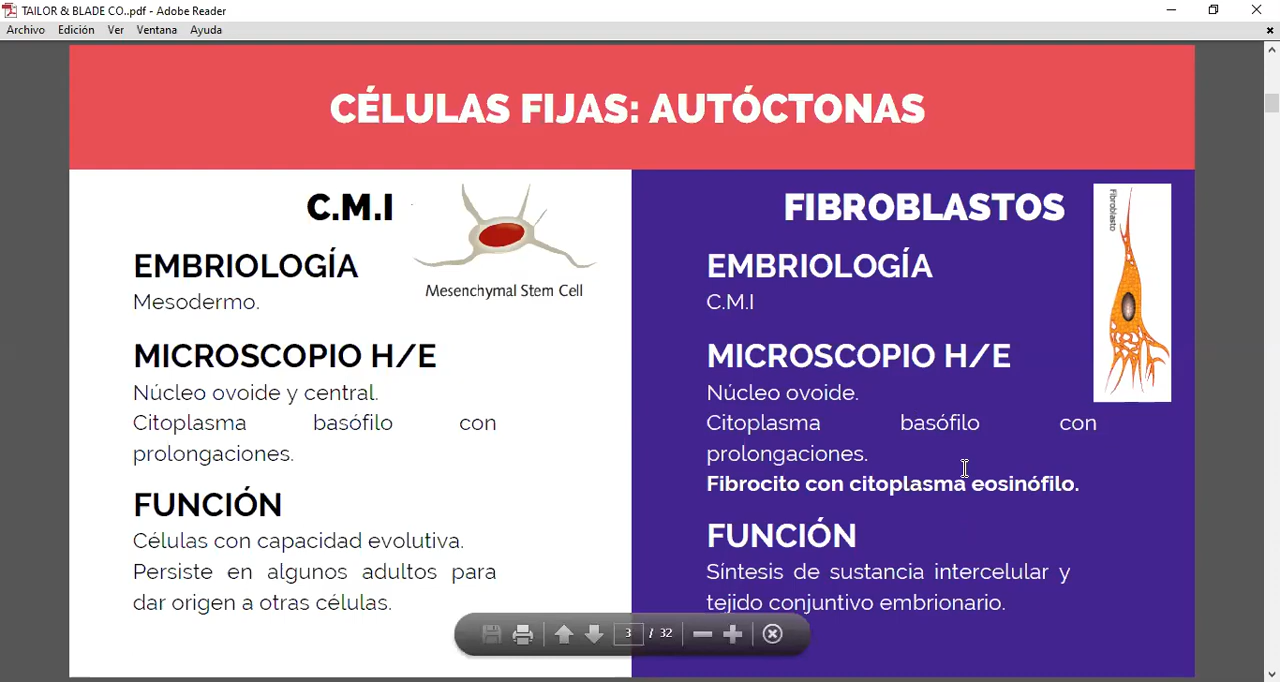 TAILOR & BLADE CO..pdf - Adobe Reader
Archivo Edición Ver Ventana Ayuda
CÉLULAS FIJAS: AUTÓCTONAS
C.M.I
EMBRIOLOGÍA
Mesodermo.
Mesenchymal Stem Cell
MICROSCOPIO H/E
Núcleo ovoide y central.
Citoplasma basófilo con
prolongaciones.
FUNCIÓN
Células con capacidad evolutiva.
Persiste en algunos adultos para
dar origen a otras células.
FIBROBLASTOS
Fibroblasto
EMBRIOLOGÍA
C.M.I
MICROSCOPIO H/E
Núcleo ovoide.
Citoplasma basófilo con
prolongaciones.
Fibrocito con citoplasma eosinófilo.
FUNCIÓN
Síntesis de sustancia intercelular y
tejido conjuntivo embrionario.
3 / 32